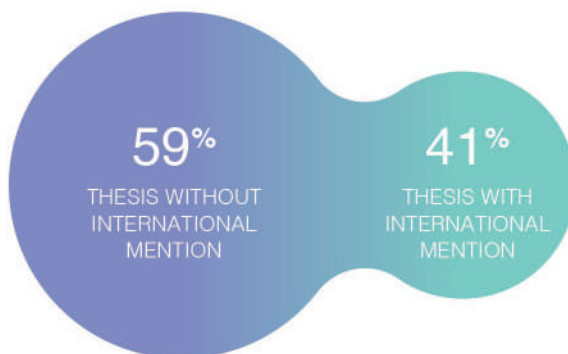 59%
THESIS WITHOUT
INTERNATIONAL
MENTION
41%
THESIS WITH
INTERNATIONAL
MENTION